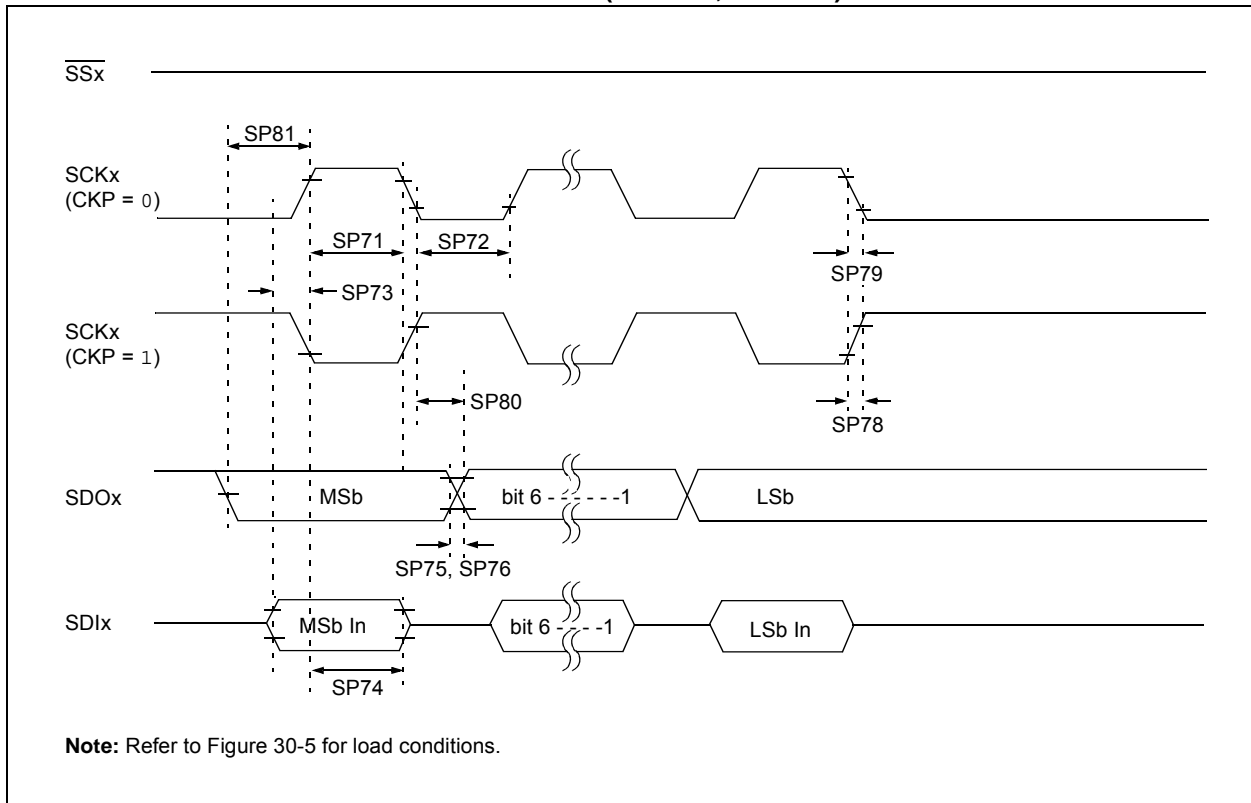 SSx
SP81
SCKx
(CKP = 0)
SP71
SP72
SP79
SP73
SCKx
(CKP = 1)
SP80
SP78
SDOx
MSb
bit 6 - - - - - -1
LSb
SP75, SP76
SDIx
MSb In
bit 6 - - - -1
LSb In
SP74
Note: Refer to Figure 30-5 for load conditions.